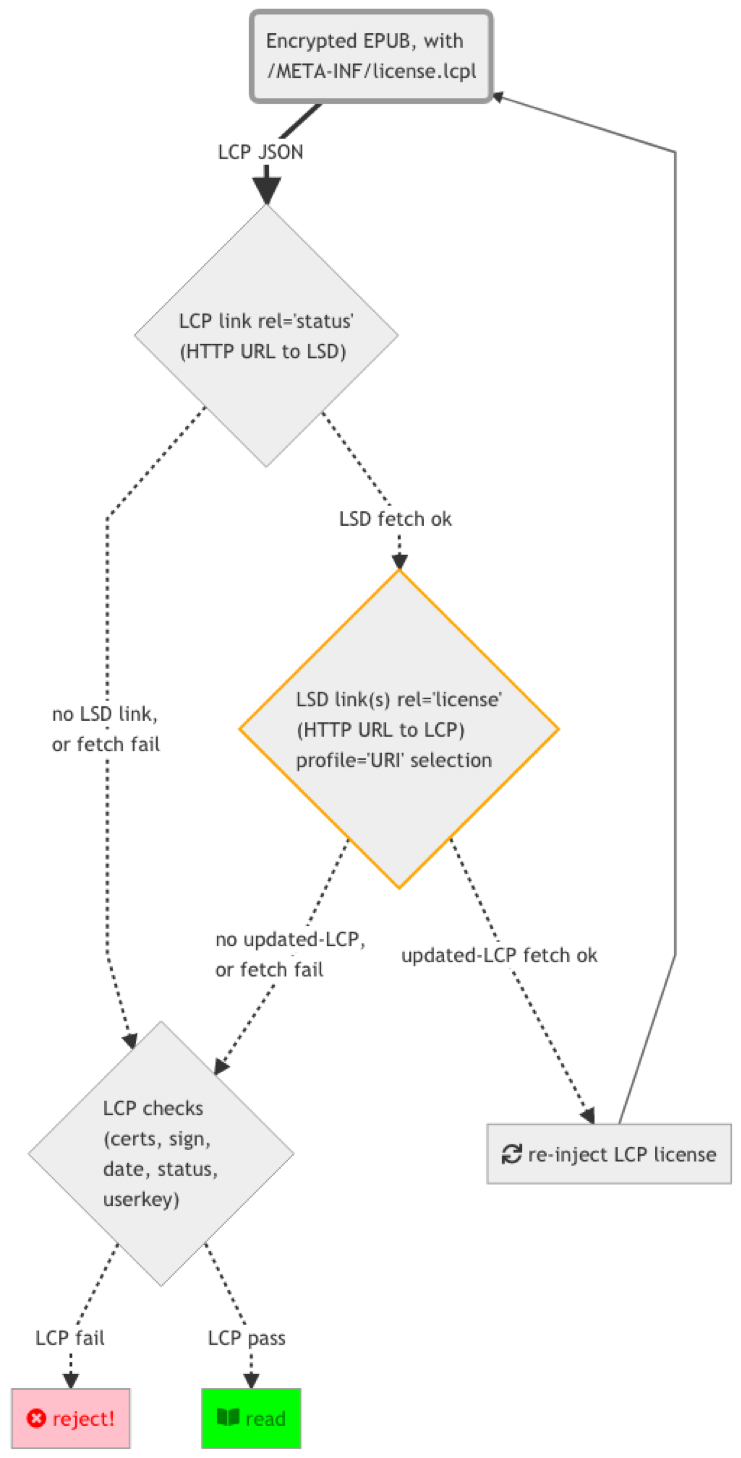 Encrypted EPUB, with
/META-INF/license.lcpl
LCP JSON
LCP link rel='status'
(HTTP URL to LSD)
LSD fetch ok
no LSD link,
or fetch fail
LSD link(s) rel='license'
(HTTP URL to LCP)
profile='URI' selection
no updated-LCP,
or fetch fail
updated-LCP fetch ok
LCP checks
(certs, sign,
date, status,
userkey)
re-inject LCP license
LCP fail
LCP pass
reject!
read